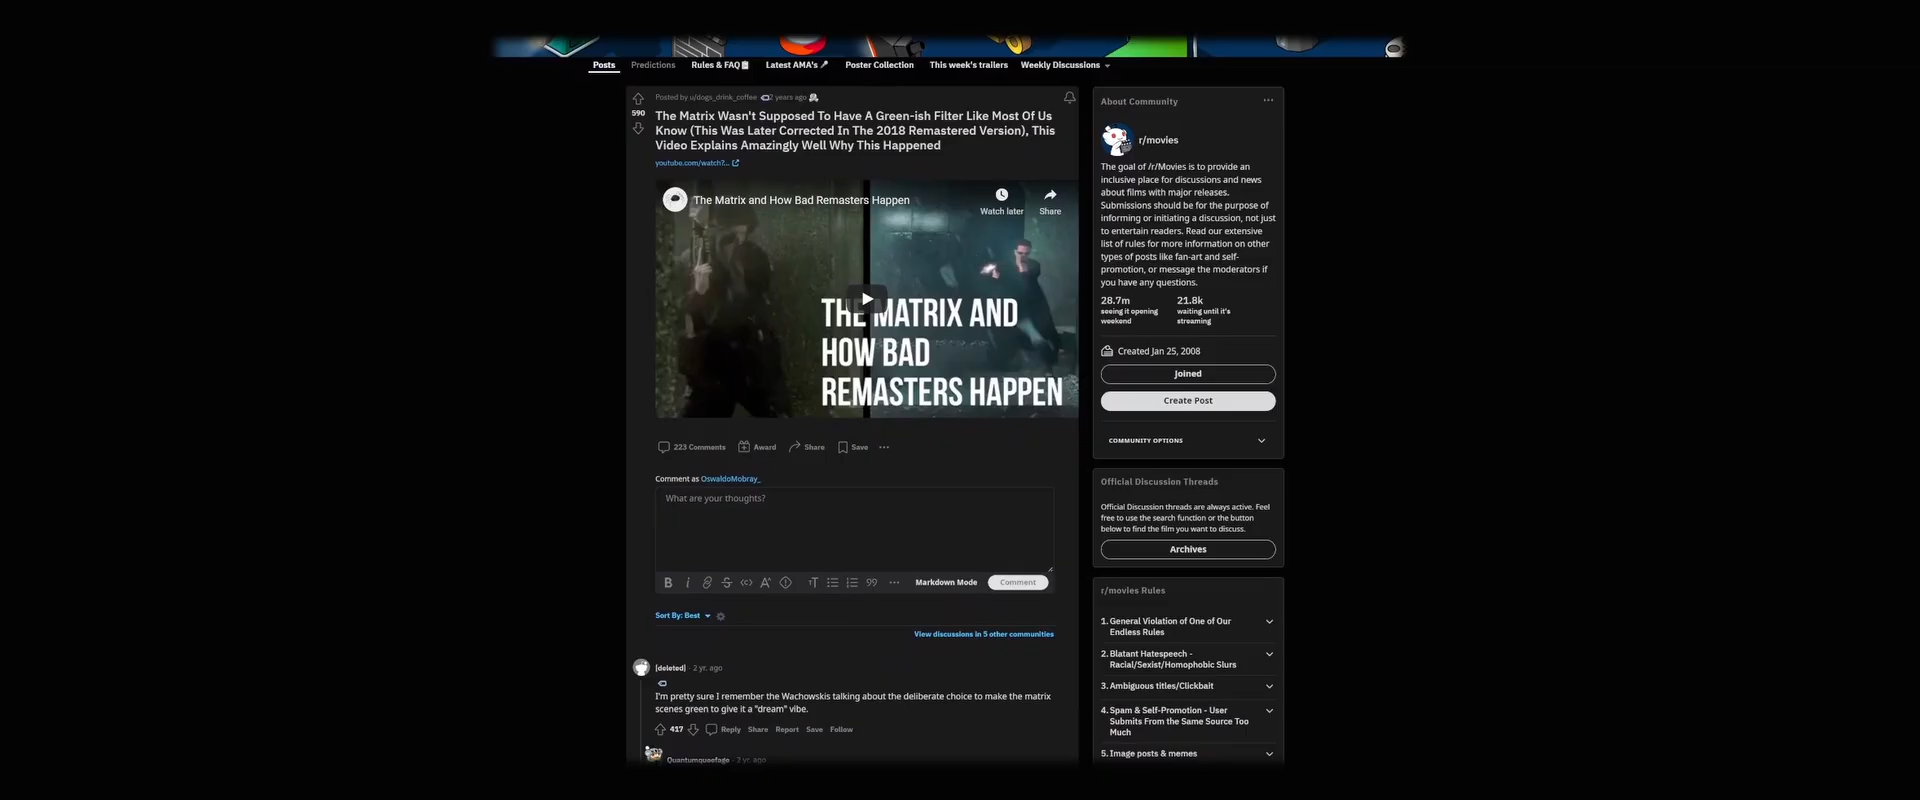 Posts Predictions Rules & FAQ Latest AMA's Poster Collection This week's trailers Weekly Discussions
Posted by u/dogs_drink_coffee 2 years ago
590
The Matrix Wasn't Supposed To Have A Green-ish Filter Like Most Of Us
Know (This Was Later Corrected In The 2018 Remastered Version), This
Video Explains Amazingly Well Why This Happened
youtube.com/watch?...
The Matrix and How Bad Remasters Happen
Watch later Share
THE MATRIX AND
HOW BAD
REMASTERS HAPPEN
223 Comments Award Share Save
Comment as OswaldoMobray_
What are your thoughts?
Markdown Mode Comment
Sort By: Best
View discussions in 5 other communities
[deleted] · 2 yr. ago
I'm pretty sure I remember the Wachowskis talking about the deliberate choice to make the matrix
scenes green to give it a "dream" vibe.
417 Reply Share Report Save Follow
Quantumqueefage · 2 yr. ago
About Community
r/movies
The goal of /r/Movies is to provide an
inclusive place for discussions and news
about films with major releases.
Submissions should be for the purpose of
informing or initiating a discussion, not just
to entertain readers. Read our extensive
list of rules for more information on other
types of posts like fan-art and self-
promotion, or message the moderators if
you have any questions.
28.7m 21.8k
seeing it opening waiting until it's
weekend streaming
Created Jan 25, 2008
Joined
Create Post
COMMUNITY OPTIONS
Official Discussion Threads
Official Discussion threads are always active. Feel
free to use the search function or the button
below to find the film you want to discuss.
Archives
r/movies Rules
1. General Violation of One of Our
Endless Rules
2. Blatant Hatespeech -
Racial/Sexist/Homophobic Slurs
3. Ambiguous titles/Clickbait
4. Spam & Self-Promotion - User
Submits From the Same Source Too
Much
5. Image posts & memes